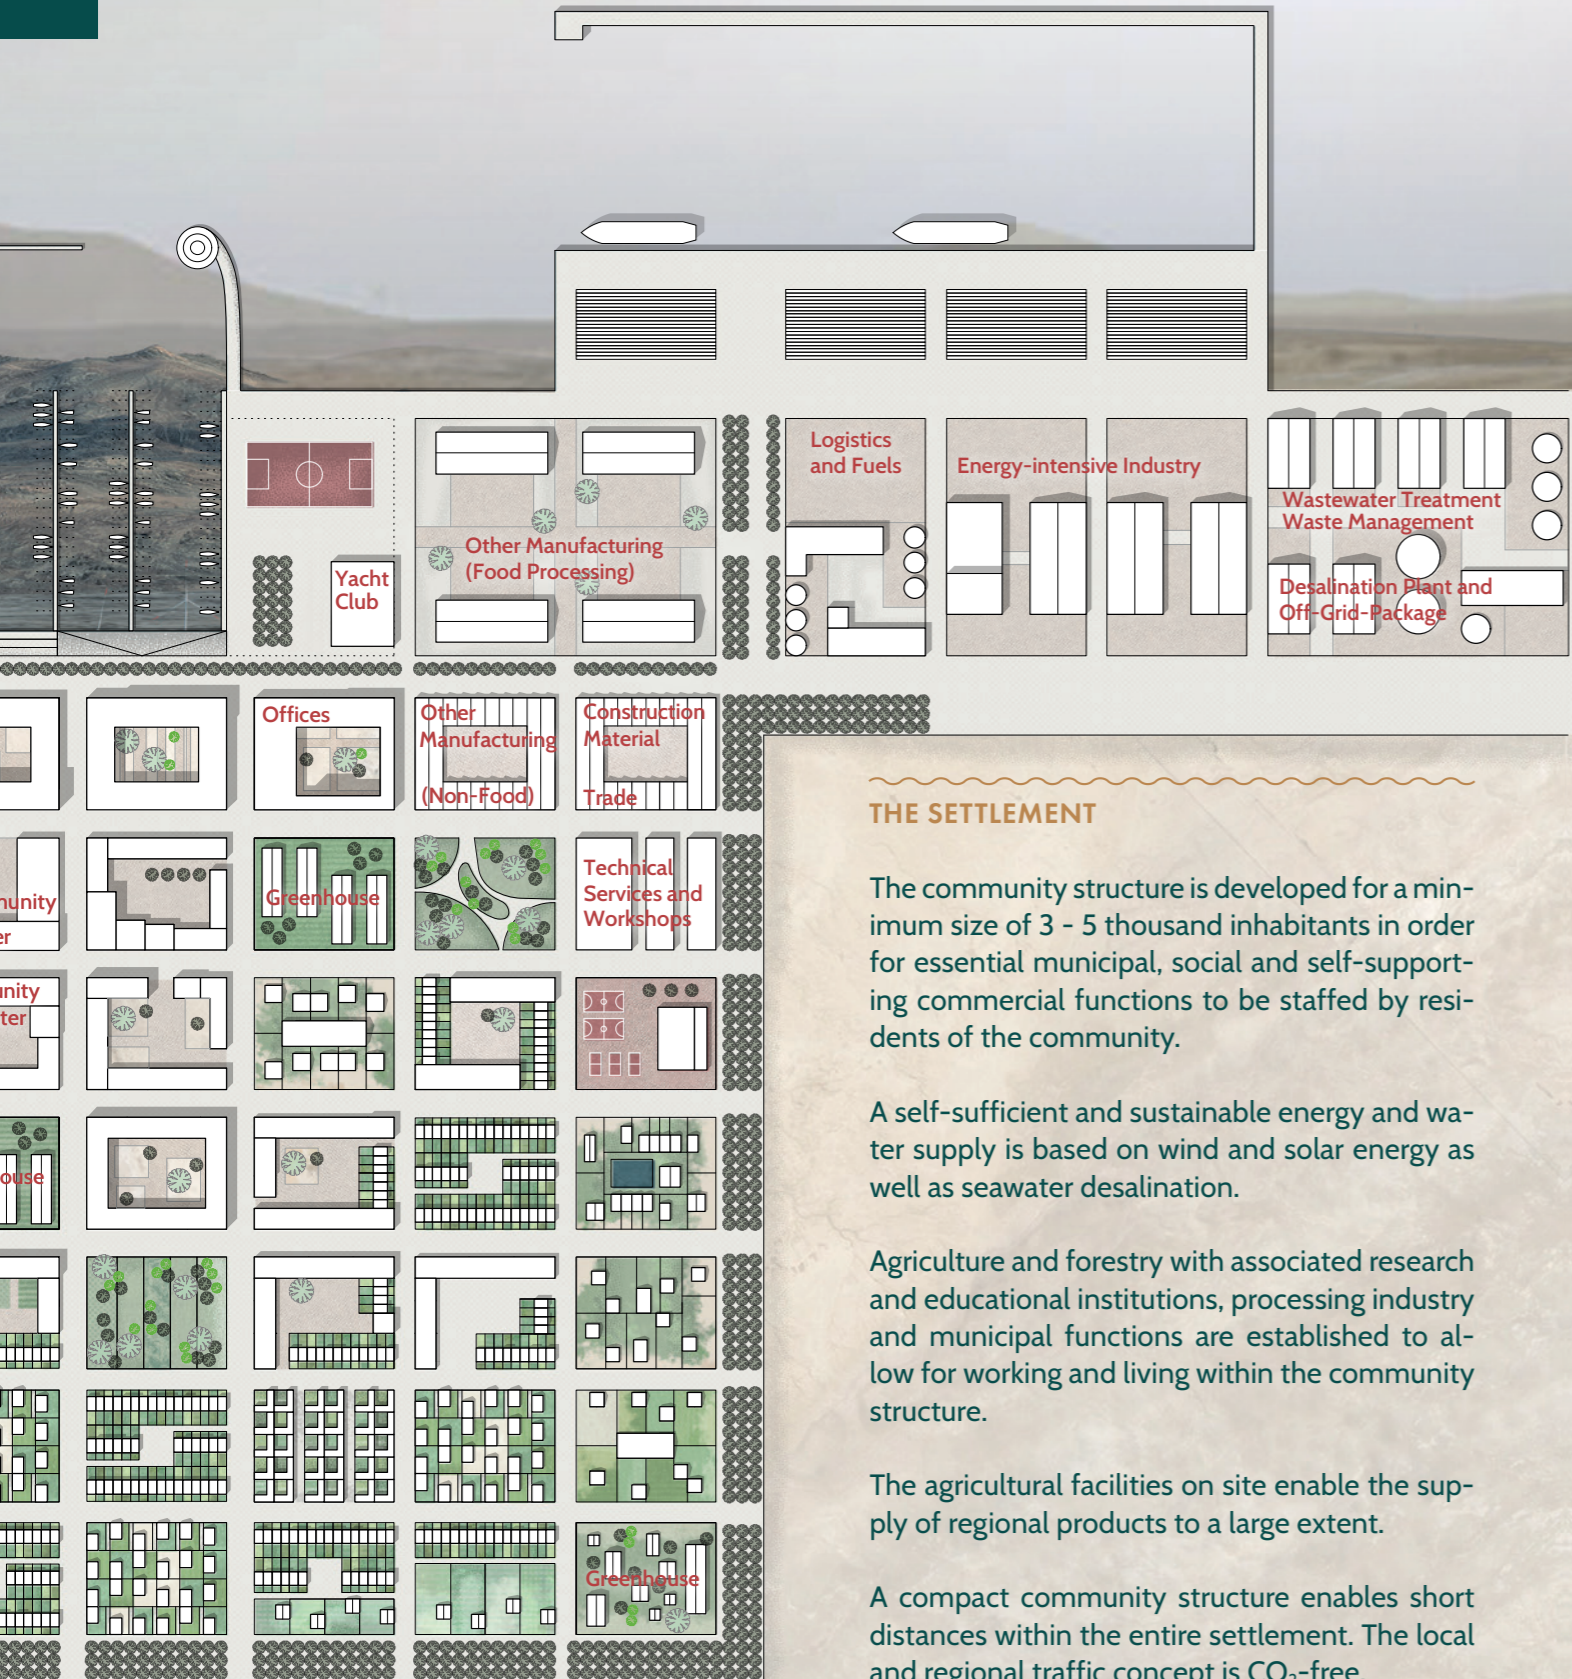 Logistics
and Fuels
Energy-intensive Industry
Wastewater Treatment
Waste Management
Desalination Plant and
Off-Grid-Package
Other Manufacturing
(Food Processing)
Yacht
Club
Offices
Other
Manufacturing
(Non-Food)
Construction
Material
Trade
Greenhouse
Technical
Services and
Workshops
Greenhouse
THE SETTLEMENT
The community structure is developed for a min-
imum size of 3 - 5 thousand inhabitants in order
for essential municipal, social and self-support-
ing commercial functions to be staffed by resi-
dents of the community.
A self-sufficient and sustainable energy and wa-
ter supply is based on wind and solar energy as
well as seawater desalination.
Agriculture and forestry with associated research
and educational institutions, processing industry
and municipal functions are established to al-
low for working and living within the community
structure.
The agricultural facilities on site enable the sup-
ply of regional products to a large extent.
A compact community structure enables short
distances within the entire settlement. The local
and regional traffic concept is CO₂-free.